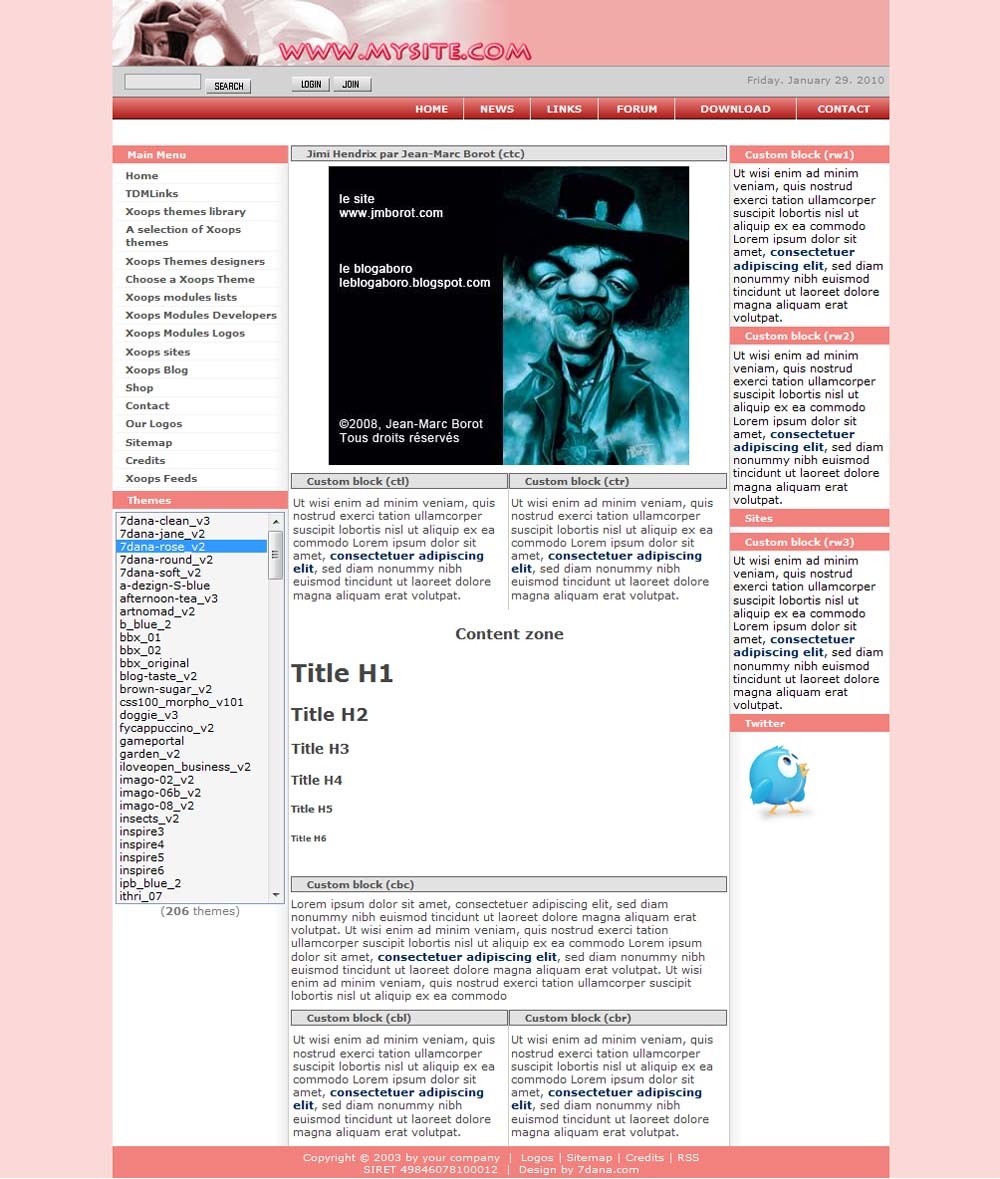 WWW.MYSITE.COM
SEARCH
LOGIN
JOIN
Friday. January 29. 2010
HOME
NEWS
LINKS
FORUM
DOWNLOAD
CONTACT
Main Menu
Home
TDMLinks
Xoops themes library
A selection of Xoops
themes
Xoops Themes designers
Choose a Xoops Theme
Xoops modules lists
Xoops Modules Developers
Xoops Modules Logos
Xoops sites
Xoops Blog
Shop
Contact
Our Logos
Sitemap
Credits
Xoops Feeds
Themes
7dana-clean_v3
7dana-jane_v2
7dana-rose_v2
7dana-round_v2
7dana-soft_v2
a-dezign-S-blue
afternoon-tea_v3
artnomad_v2
b_blue_2
bbx_01
bbx_02
bbx_original
blog-taste_v2
brown-sugar_v2
css100_morpho_v101
doggie_v3
fycappuccino_v2
gameportal
garden_v2
iloveopen_business_v2
imago-02_v2
imago-06b_v2
imago-08_v2
insects_v2
inspire3
inspire4
inspire5
inspire6
ipb_blue_2
ithri_07
(206 themes)
Jimi Hendrix par Jean-Marc Borot (ctc)
le site
www.jmborot.com
le blogaboro
leblogaboro.blogspot.com
©2008, Jean-Marc Borot
Tous droits réservés
Custom block (ctl)
Ut wisi enim ad minim veniam, quis
nostrud exerci tation ullamcorper
suscipit lobortis nisl ut aliquip ex ea
commodo Lorem ipsum dolor sit
amet, consectetuer adipiscing
elit, sed diam nonummy nibh
euismod tincidunt ut laoreet dolore
magna aliquam erat volutpat.
Custom block (ctr)
Ut wisi enim ad minim veniam, quis
nostrud exerci tation ullamcorper
suscipit lobortis nisl ut aliquip ex ea
commodo Lorem ipsum dolor sit
amet, consectetuer adipiscing
elit, sed diam nonummy nibh
euismod tincidunt ut laoreet dolore
magna aliquam erat volutpat.
Content zone
Title H1
Title H2
Title H3
Title H4
Title H5
Title H6
Custom block (cbc)
Lorem ipsum dolor sit amet, consectetuer adipiscing elit, sed diam
nonummy nibh euismod tincidunt ut laoreet dolore magna aliquam erat
volutpat. Ut wisi enim ad minim veniam, quis nostrud exerci tation
ullamcorper suscipit lobortis nisl ut aliquip ex ea commodo Lorem ipsum
dolor sit amet, consectetuer adipiscing elit, sed diam nonummy nibh
euismod tincidunt ut laoreet dolore magna aliquam erat volutpat. Ut wisi
enim ad minim veniam, quis nostrud exerci tation ullamcorper suscipit
lobortis nisl ut aliquip ex ea commodo
Custom block (cbl)
Ut wisi enim ad minim veniam, quis
nostrud exerci tation ullamcorper
suscipit lobortis nisl ut aliquip ex ea
commodo Lorem ipsum dolor sit
amet, consectetuer adipiscing
elit, sed diam nonummy nibh
euismod tincidunt ut laoreet dolore
magna aliquam erat volutpat.
Custom block (cbr)
Ut wisi enim ad minim veniam, quis
nostrud exerci tation ullamcorper
suscipit lobortis nisl ut aliquip ex ea
commodo Lorem ipsum dolor sit
amet, consectetuer adipiscing
elit, sed diam nonummy nibh
euismod tincidunt ut laoreet dolore
magna aliquam erat volutpat.
Custom block (rw1)
Ut wisi enim ad minim
veniam, quis nostrud
exerci tation ullamcorper
suscipit lobortis nisl ut
aliquip ex ea commodo
Lorem ipsum dolor sit
amet, consectetuer
adipiscing elit, sed diam
nonummy nibh euismod
tincidunt ut laoreet dolore
magna aliquam erat
volutpat.
Custom block (rw2)
Ut wisi enim ad minim
veniam, quis nostrud
exerci tation ullamcorper
suscipit lobortis nisl ut
aliquip ex ea commodo
Lorem ipsum dolor sit
amet, consectetuer
adipiscing elit, sed diam
nonummy nibh euismod
tincidunt ut laoreet dolore
magna aliquam erat
volutpat.
Sites
Custom block (rw3)
Ut wisi enim ad minim
veniam, quis nostrud
exerci tation ullamcorper
suscipit lobortis nisl ut
aliquip ex ea commodo
Lorem ipsum dolor sit
amet, consectetuer
adipiscing elit, sed diam
nonummy nibh euismod
tincidunt ut laoreet dolore
magna aliquam erat
volutpat.
Twitter
Copyright © 2003 by your company | Logos | Sitemap | Credits | RSS
SIRET 49846078100012 | Design by 7dana.com